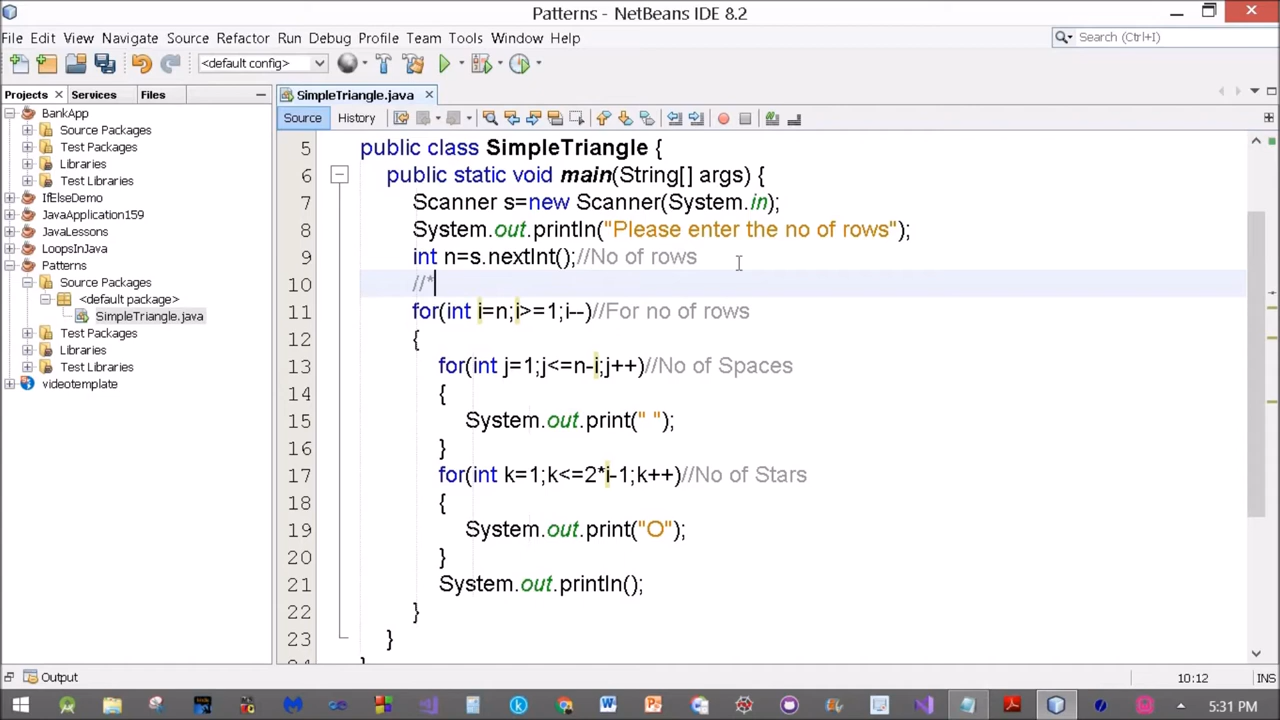 Patterns - NetBeans IDE 8.2
File Edit View Navigate Source Refactor Run Debug Profile Team Tools Window Help
Search (Ctrl+I)
<default config>
Projects Services Files
SimpleTriangle.java
BankApp
Source Packages
Test Packages
Libraries
Test Libraries
IfElseDemo
JavaApplication159
JavaLessons
LoopsInJava
Patterns
Source Packages
<default package>
SimpleTriangle.java
Test Packages
Libraries
Test Libraries
videotemplate
Source History
5 public class SimpleTriangle {
6 public static void main(String[] args) {
7 Scanner s=new Scanner(System.in);
8 System.out.println("Please enter the no of rows");
9 int n=s.nextInt();//No of rows
10 //*
11 for(int i=n;i>=1;i--)//For no of rows
12 {
13 for(int j=1;j<=n-i;j++)//No of Spaces
14 {
15 System.out.print(" ");
16 }
17 for(int k=1;k<=2*i-1;k++)//No of Stars
18 {
19 System.out.print("O");
20 }
21 System.out.println();
22 }
23 }
24 }
Output
10:12 INS
5:31 PM